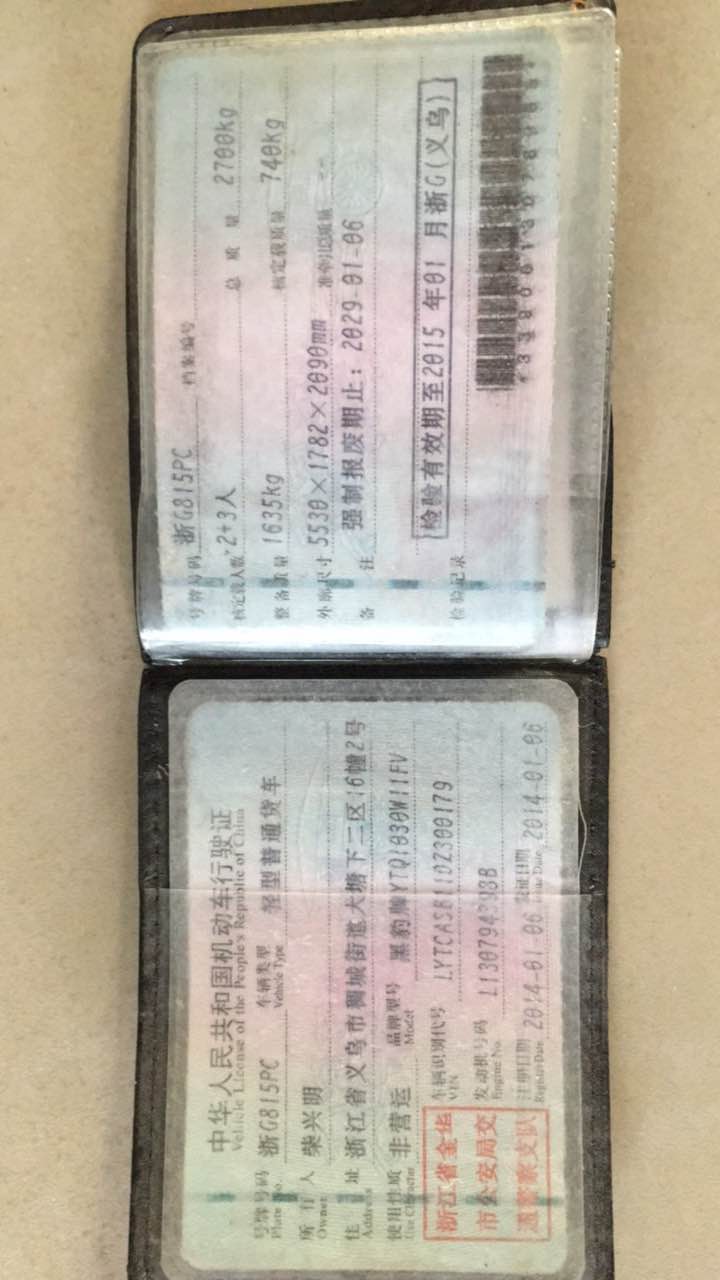 中华人民共和国机动车行驶证
Vehicle License of the People's Republic of China
号牌号码 浙G815PC 车辆类型 轻型普通货车
Plate No. Vehicle Type
所有人 柴兴明
Owner
住址 浙江省义乌市稠城街道大塘下二区16幢2号
Address
使用性质 非营运 品牌型号 黑豹牌YTQ1030W11FV
Use Character Model
浙江省金华
市公安局交
通警察支队
车辆识别代号
VIN
发动机号码
Engine No.
注册日期 2014-01-06 发证日期 2014-01-06
Register Date Issue Date
号牌号码 浙G815PC 档案编号
核定载人数 2+3人 总质量 2700kg
整备质量 1635kg 核定载质量 740kg
外廓尺寸 5530×1782×2090mm 准牵引总质量
备注 强制报废期止：2029-01-06
检验有效期至2015年01月浙G(义乌)
检验记录